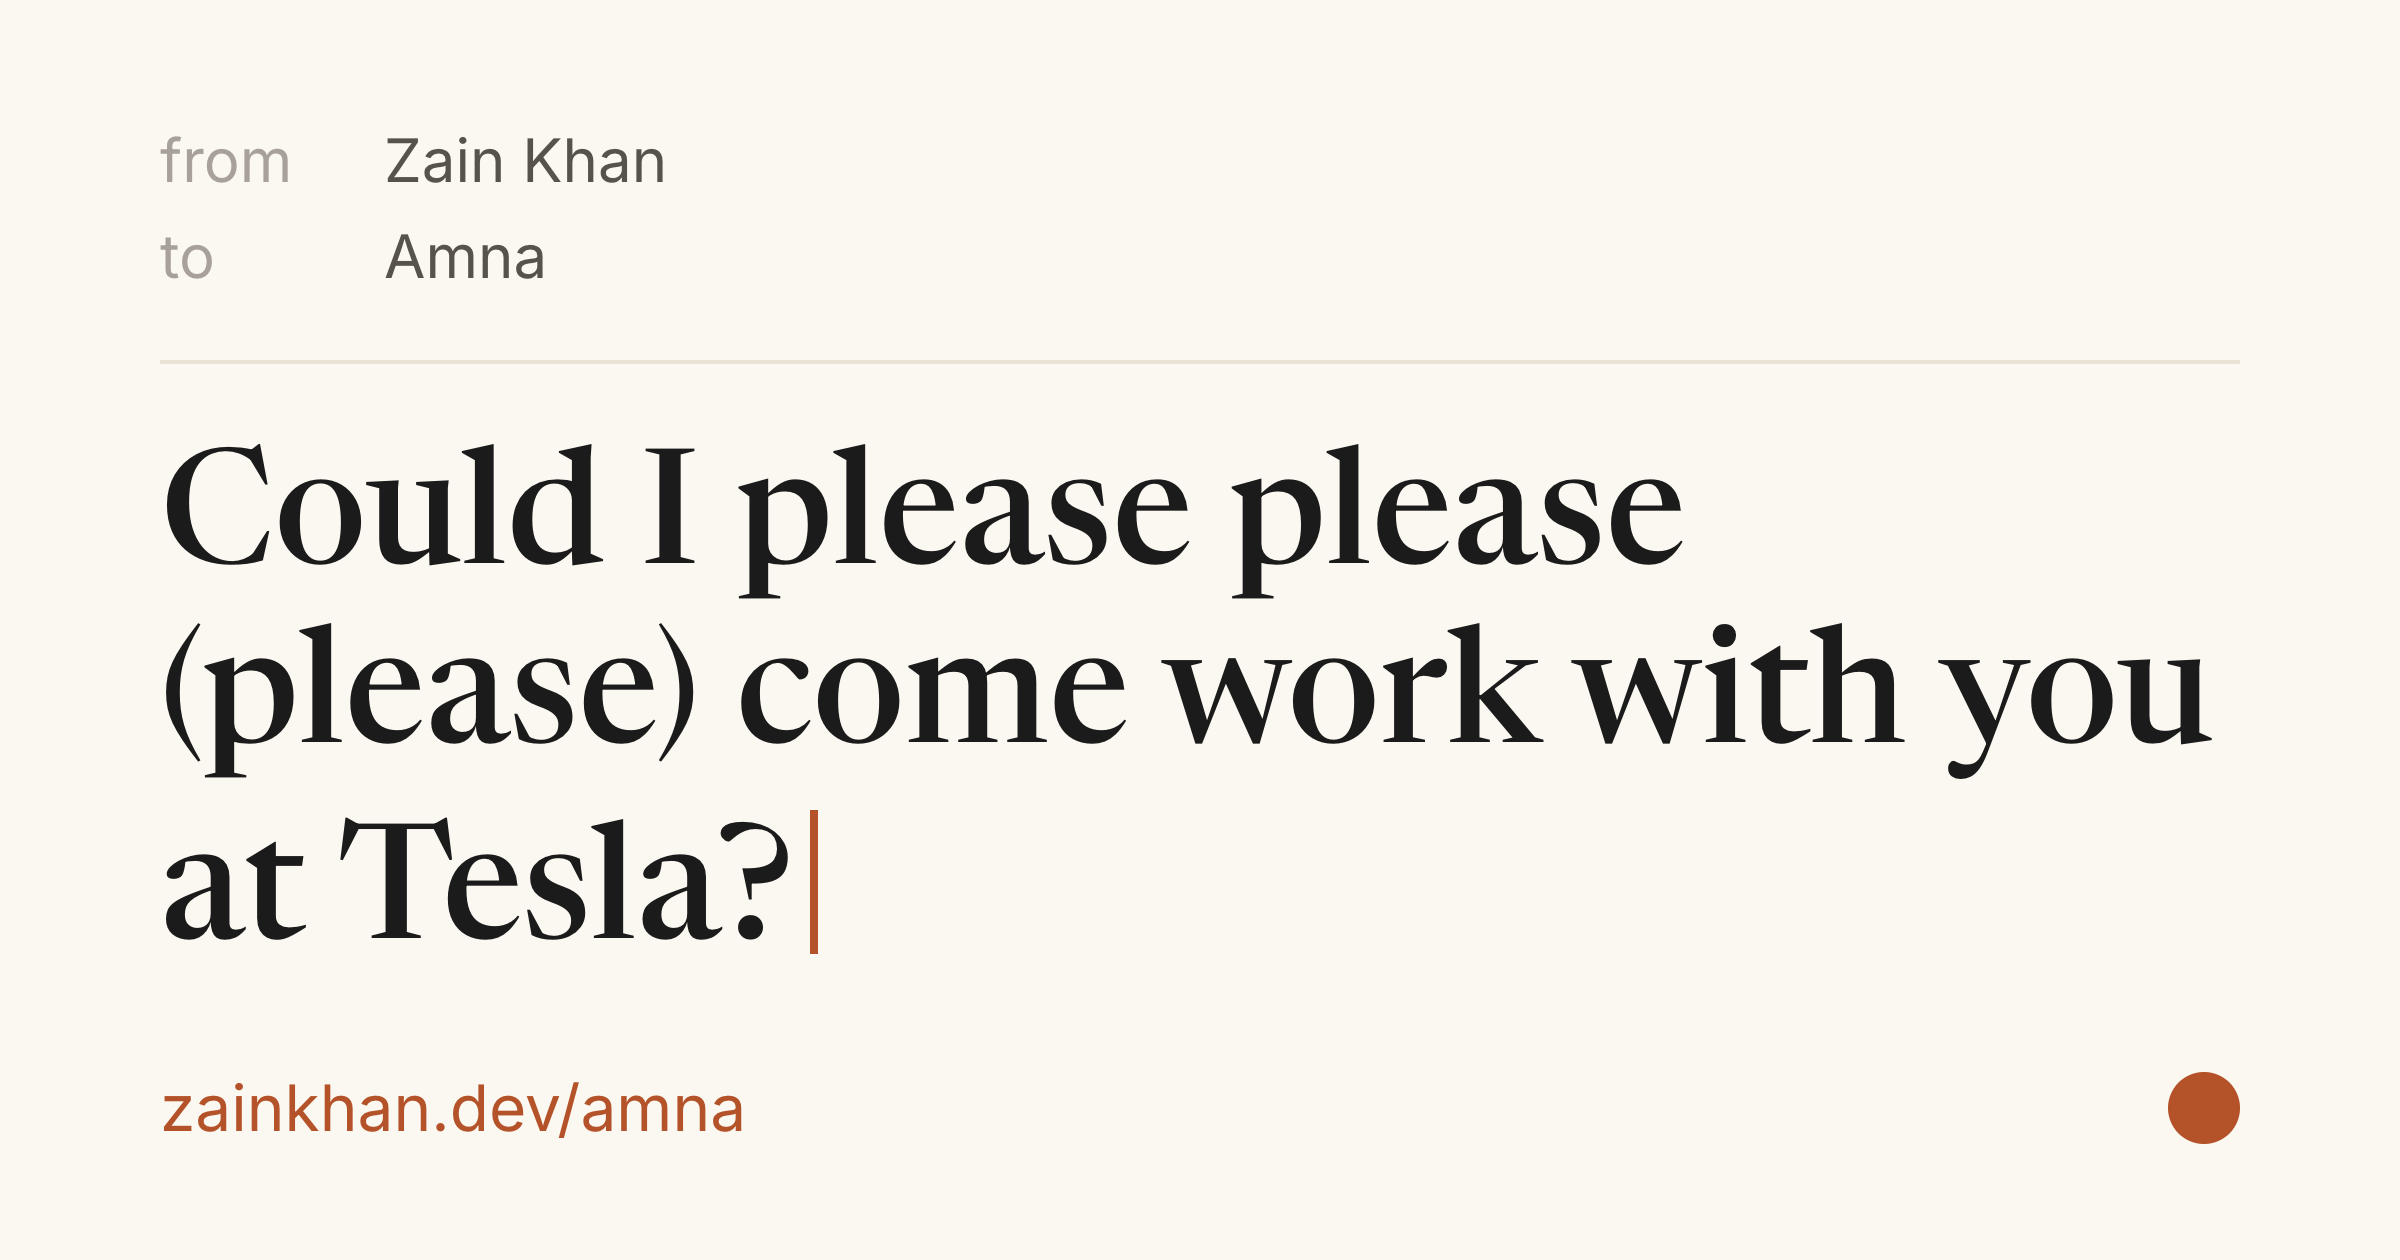 from Zain Khan
to Amna
Could I please please
(please) come work with you
at Tesla?
zainkhan.dev/amna